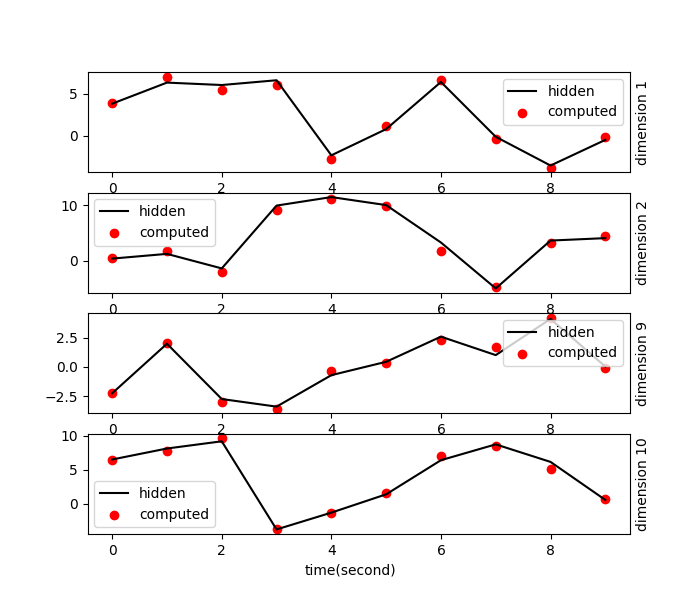 5
0
hidden
computed
dimension 1
0 2 4 6 8
10
0
hidden
computed
dimension 2
0 2 4 6 8
2.5
0.0
−2.5
hidden
computed
dimension 9
0 2 4 6 8
10
5
0
hidden
computed
dimension 10
0 2 4 6 8
time(second)